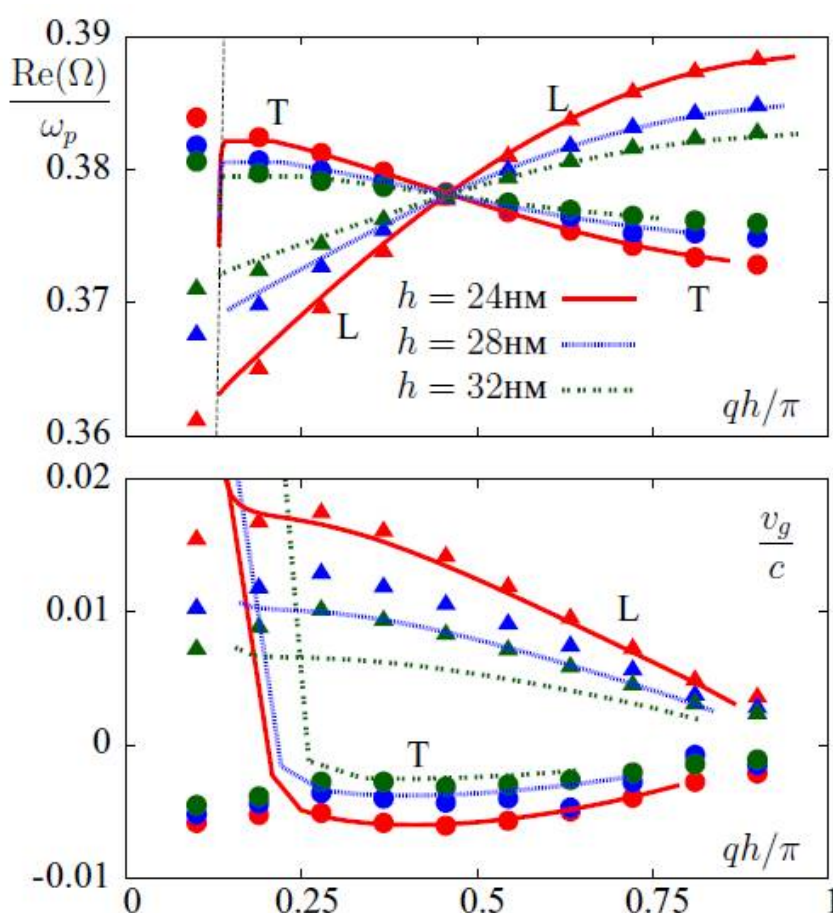 0.39
Re(Ω)
ω_p
0.38
0.37
0.36
T
L
L
T
h = 24нм
h = 28нм
h = 32нм
qh/π
0.02
0.01
0
-0.01
v_g
c
L
T
qh/π
0
0.25
0.5
0.75
1